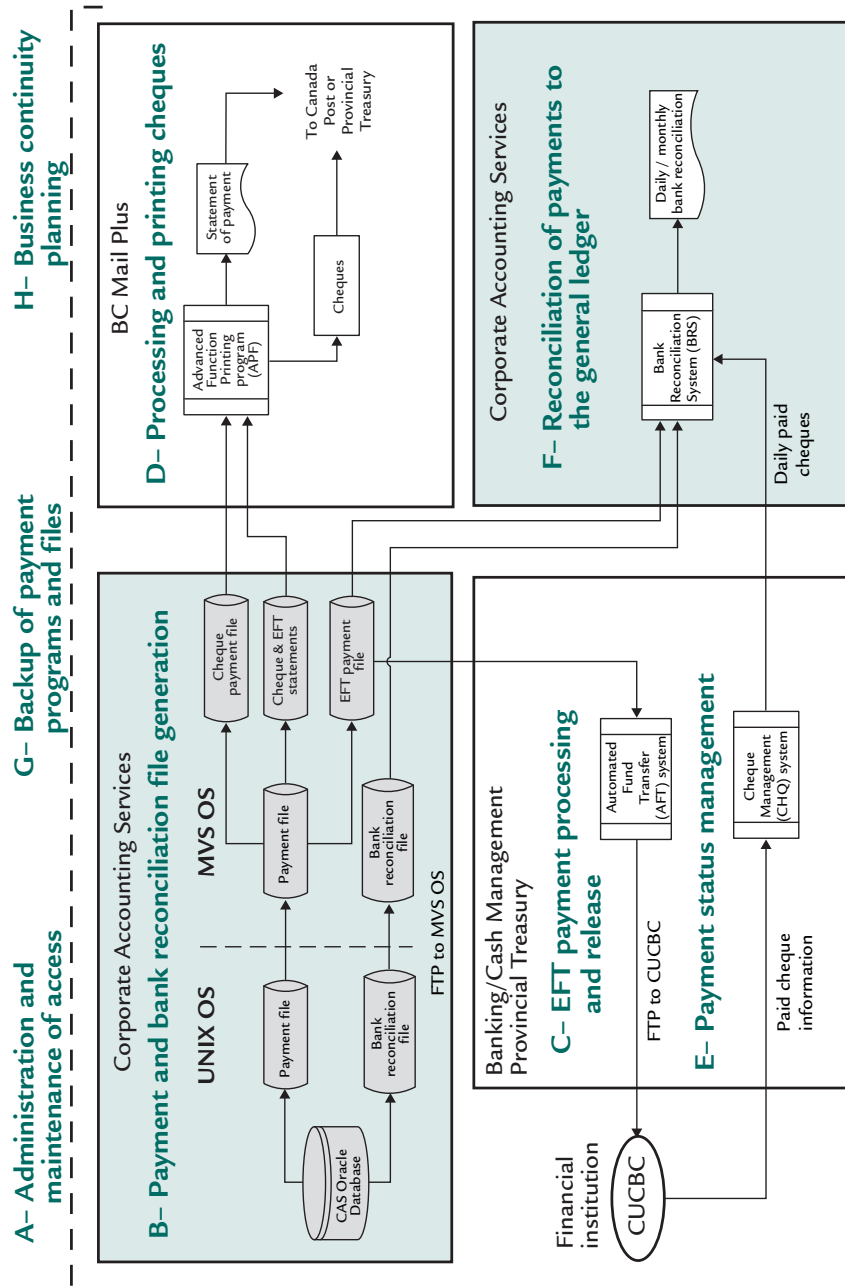 A– Administration and
maintenance of access
G– Backup of payment
programs and files
H– Business continuity
planning
Corporate Accounting Services
B– Payment and bank reconciliation file generation
UNIX OS
MVS OS
CAS Oracle
Database
Payment file
Bank
reconciliation
file
Payment file
Bank
reconciliation
file
Cheque
payment file
Cheque & EFT
statements
EFT payment
file
FTP to MVS OS
BC Mail Plus
D– Processing and printing cheques
Advanced
Function
Printing
program
(APF)
Statement
of payment
Cheques
To Canada
Post or
Provincial
Treasury
Financial
institution
CUCBC
Banking/Cash Management
Provincial Treasury
C– EFT payment processing
and release
FTP to CUCBC
Automated
Fund
Transfer
(AFT) system
E– Payment status management
Paid cheque
information
Cheque
Management
(CHQ) system
Daily paid
cheques
Corporate Accounting Services
F– Reconciliation of payments to
the general ledger
Bank
Reconciliation
System (BRS)
Daily / monthly
bank reconciliation